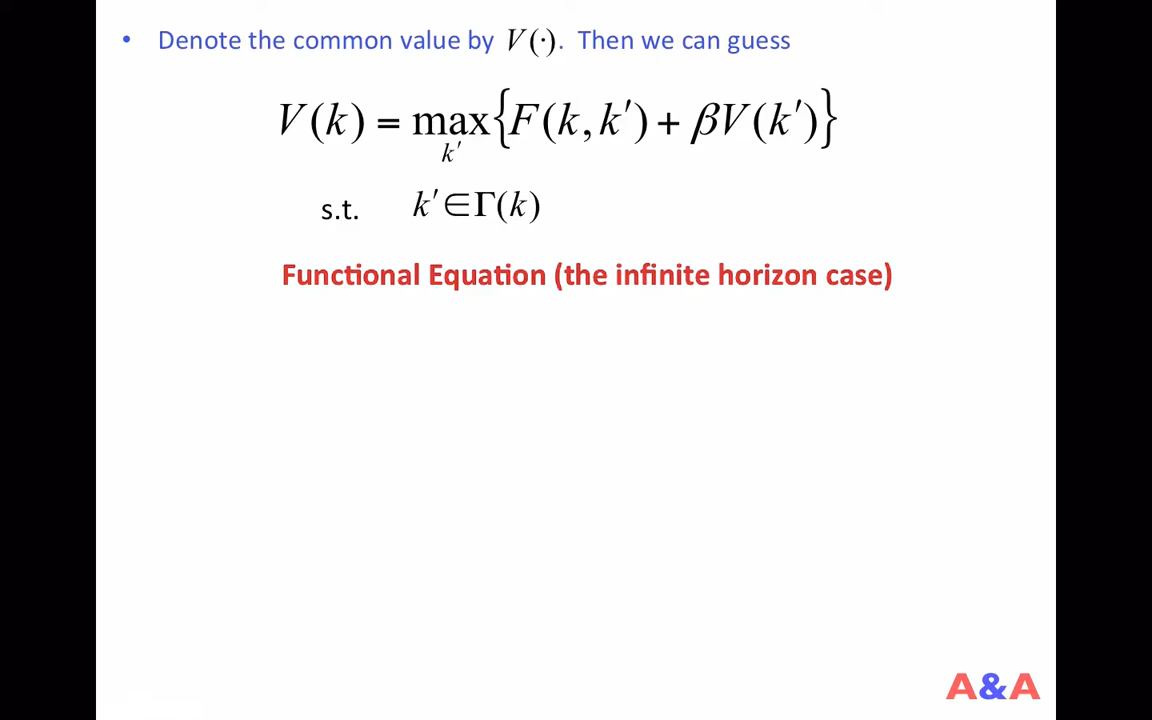 • Denote the common value by V(·). Then we can guess
V(k) = max{F(k, k′) + βV(k′)}
k′
s.t. k′ ∈ Γ(k)
Functional Equation (the infinite horizon case)
A&A